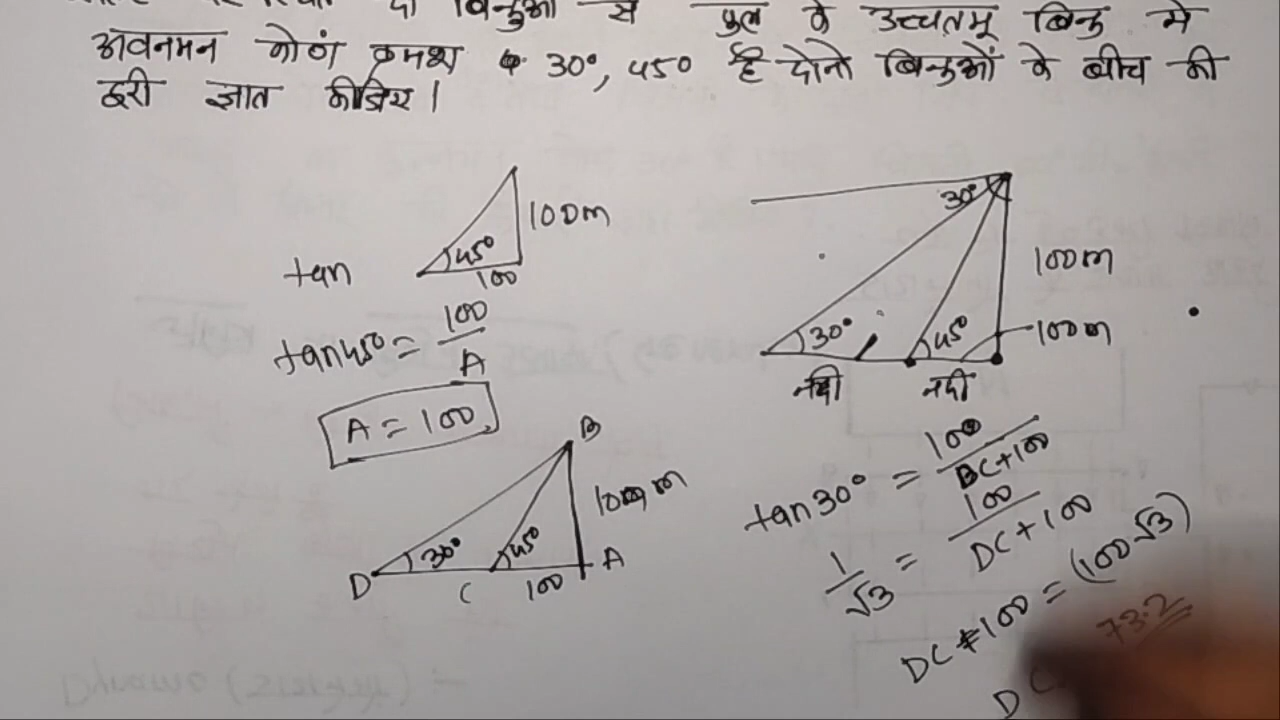 दो बिन्दुओं से पुल के उच्चतम बिन्दु से
अवनमन कोण क्रमश 30°, 45° है दोनो बिन्दुओं के बीच की
दूरी ज्ञात कीजिए।
100m
45°
100
tan
tan45° = 100/A
A = 100
B
100m
30°
45°
D
C
100
A
30°
100m
30°
45°
100m
नदी
नदी
tan30° = 100/BC+100
1/√3 = 100/DC+100
DC+100 = (100√3)
DC
73.2